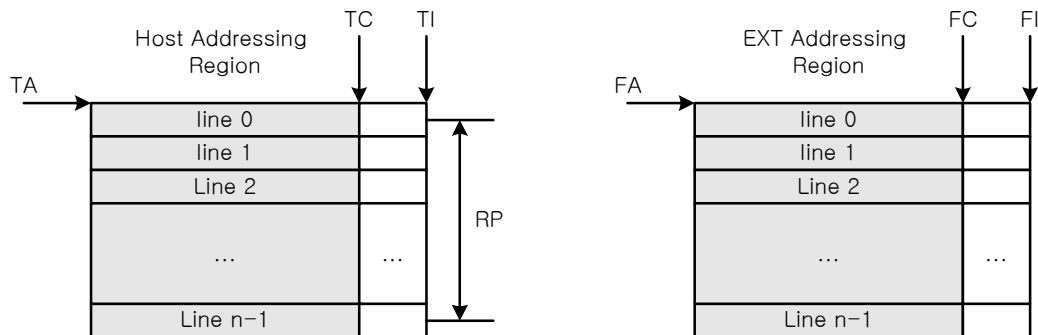 TC
TI
Host Addressing
Region
TA
line 0
line 1
Line 2
...
...
Line n-1
RP
FC
FI
EXT Addressing
Region
FA
line 0
line 1
Line 2
...
...
Line n-1